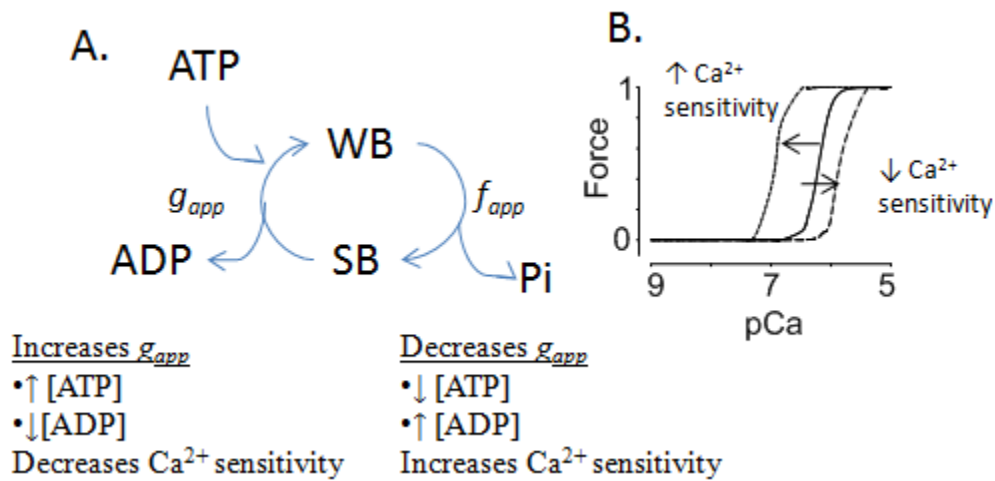 A.
ATP
WB
g_app
f_app
ADP
SB
Pi
B.
↑ Ca²⁺
sensitivity
1
Force
↓ Ca²⁺
sensitivity
0
9 7 5
pCa
Increases g_app
•↑ [ATP]
•↓[ADP]
Decreases Ca²⁺ sensitivity
Decreases g_app
•↓ [ATP]
•↑ [ADP]
Increases Ca²⁺ sensitivity